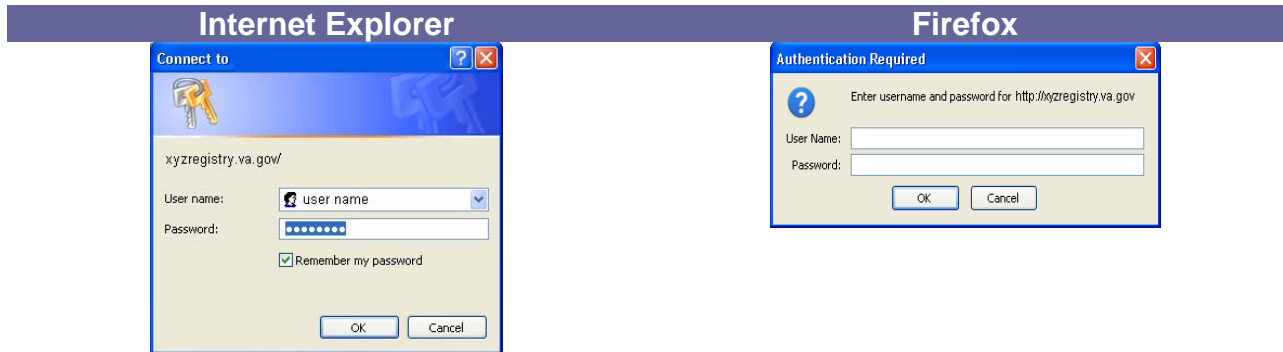 Internet Explorer
Firefox
Connect to
xyzregistry.va.gov/
User name:
user name
Password:
••••••••
Remember my password
OK
Cancel
Authentication Required
Enter username and password for http://xyzregistry.va.gov
User Name:
Password:
OK
Cancel